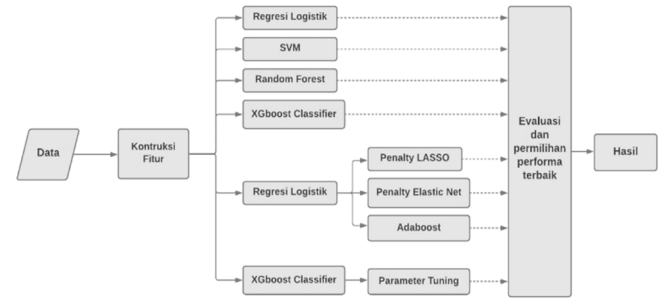 Data
Kontruksi
Fitur
Regresi Logistik
SVM
Random Forest
XGboost Classifier
Regresi Logistik
Penalty LASSO
Penalty Elastic Net
Adaboost
XGboost Classifier
Parameter Tuning
Evaluasi
dan
permilihan
performa
terbaik
Hasil